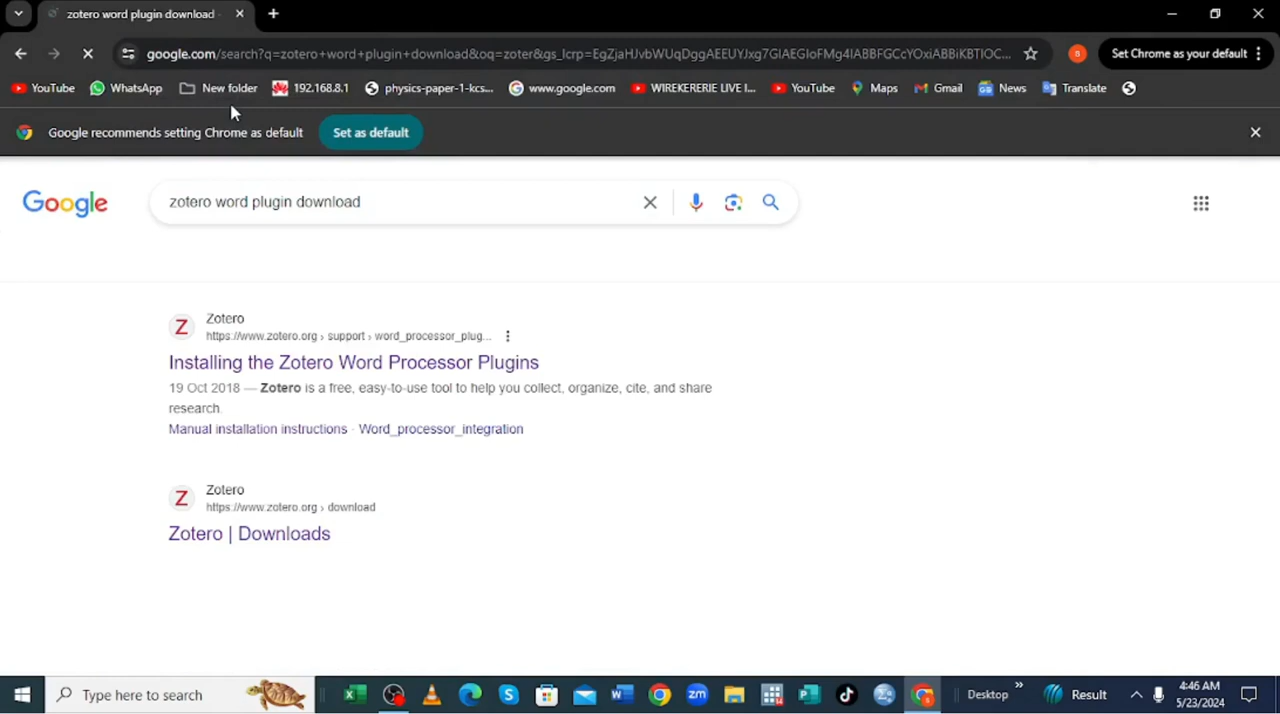 zotero word plugin download
google.com/search?q=zotero+word+plugin+download&oq=zoter&gs_lcrp=EgZjaHJvbWUqDggAEEUYJxg7GIAEGIoFMg4IABBFGCcYOxiABBiKBTIOC...
Set Chrome as your default
YouTube
WhatsApp
New folder
192.168.8.1
physics-paper-1-kcs...
www.google.com
WIREKERERIE LIVE I...
YouTube
Maps
Gmail
News
Translate
Google recommends setting Chrome as default
Set as default
Google
zotero word plugin download
Z
Zotero
https://www.zotero.org › support › word_processor_plug...
Installing the Zotero Word Processor Plugins
19 Oct 2018 — Zotero is a free, easy-to-use tool to help you collect, organize, cite, and share
research.
Manual installation instructions · Word_processor_integration
Z
Zotero
https://www.zotero.org › download
Zotero | Downloads
Type here to search
Desktop
Result
4:46 AM
5/23/2024